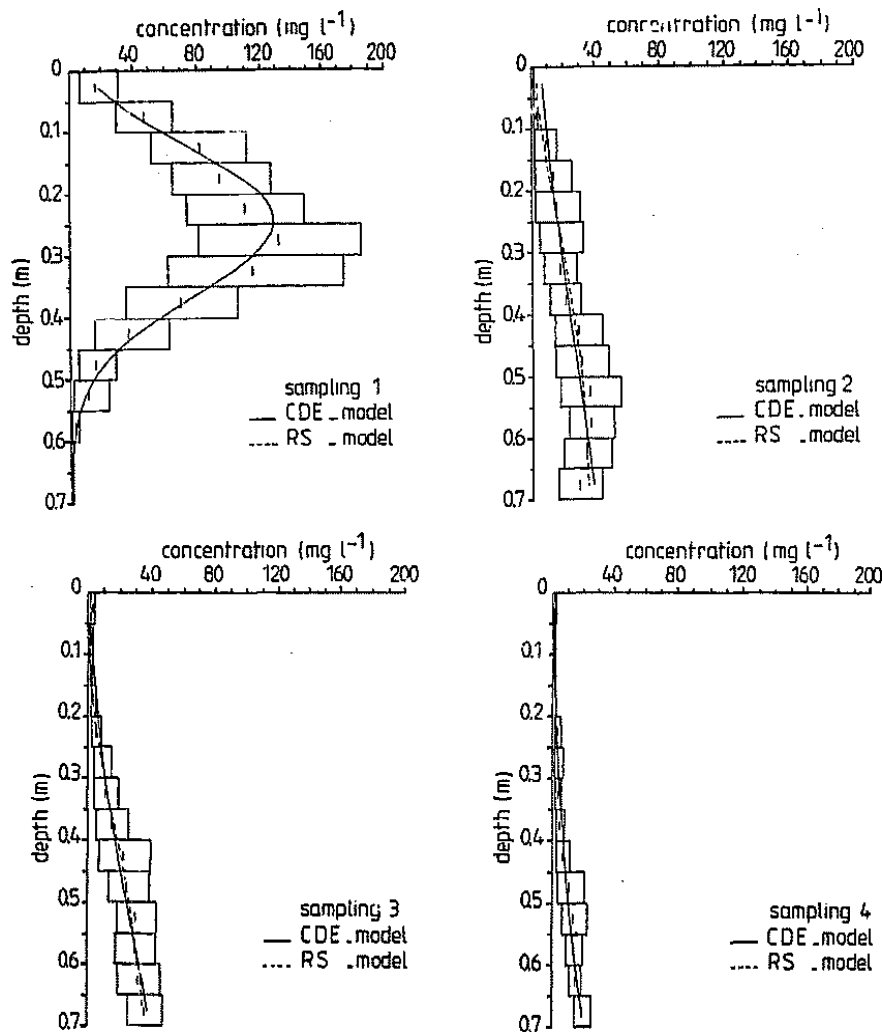 concentration (mg l-1)
40 80 120 160 200
0
0.1
0.2
0.3
0.4
0.5
0.6
0.7
depth (m)
sampling 1
CDE - model
RS - model
concentration (mg l-1)
0 40 80 120 160 200
0
0.1
0.2
0.3
0.4
0.5
0.6
0.7
depth (m)
sampling 2
CDE - model
RS - model
concentration (mg l-1)
0 40 80 120 160 200
0.1
0.2
0.3
0.4
0.5
0.6
0.7
depth (m)
sampling 3
CDE - model
RS - model
concentration (mg l-1)
0 40 80 120 160 200
0.1
0.2
0.3
0.4
0.5
0.6
0.7
depth (m)
sampling 4
CDE - model
RS - model